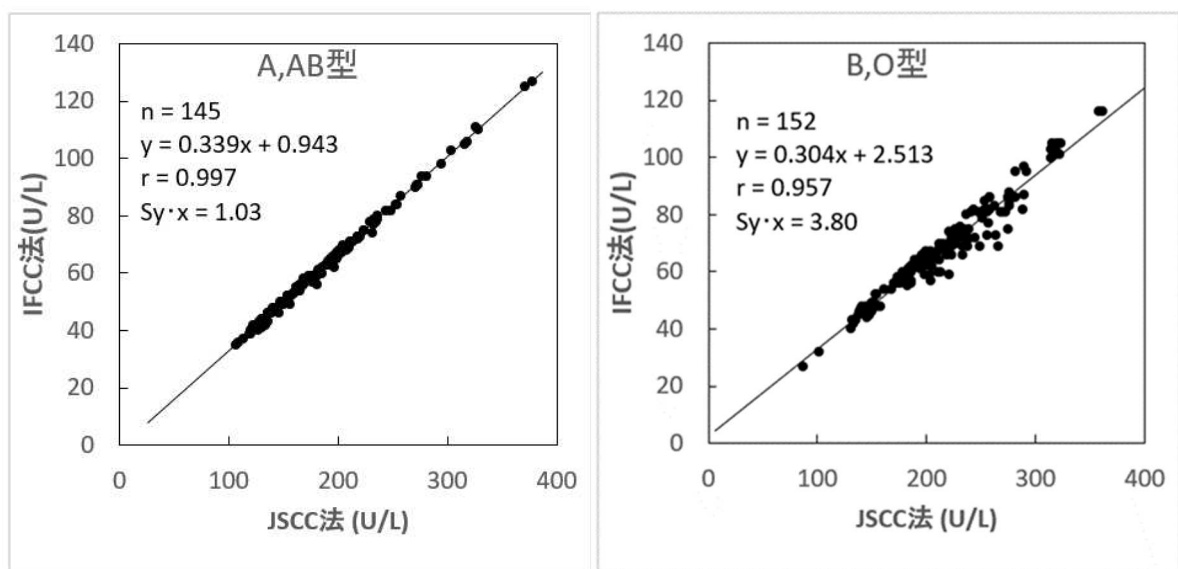 A,AB型
n = 145
y = 0.339x + 0.943
r = 0.997
Sy･x = 1.03
IFCC法(U/L)
140
120
100
80
60
40
20
0
0 100 200 300 400
JSCC法 (U/L)
B,O型
n = 152
y = 0.304x + 2.513
r = 0.957
Sy･x = 3.80
IFCC法(U/L)
140
120
100
80
60
40
20
0
0 100 200 300 400
JSCC法 (U/L)